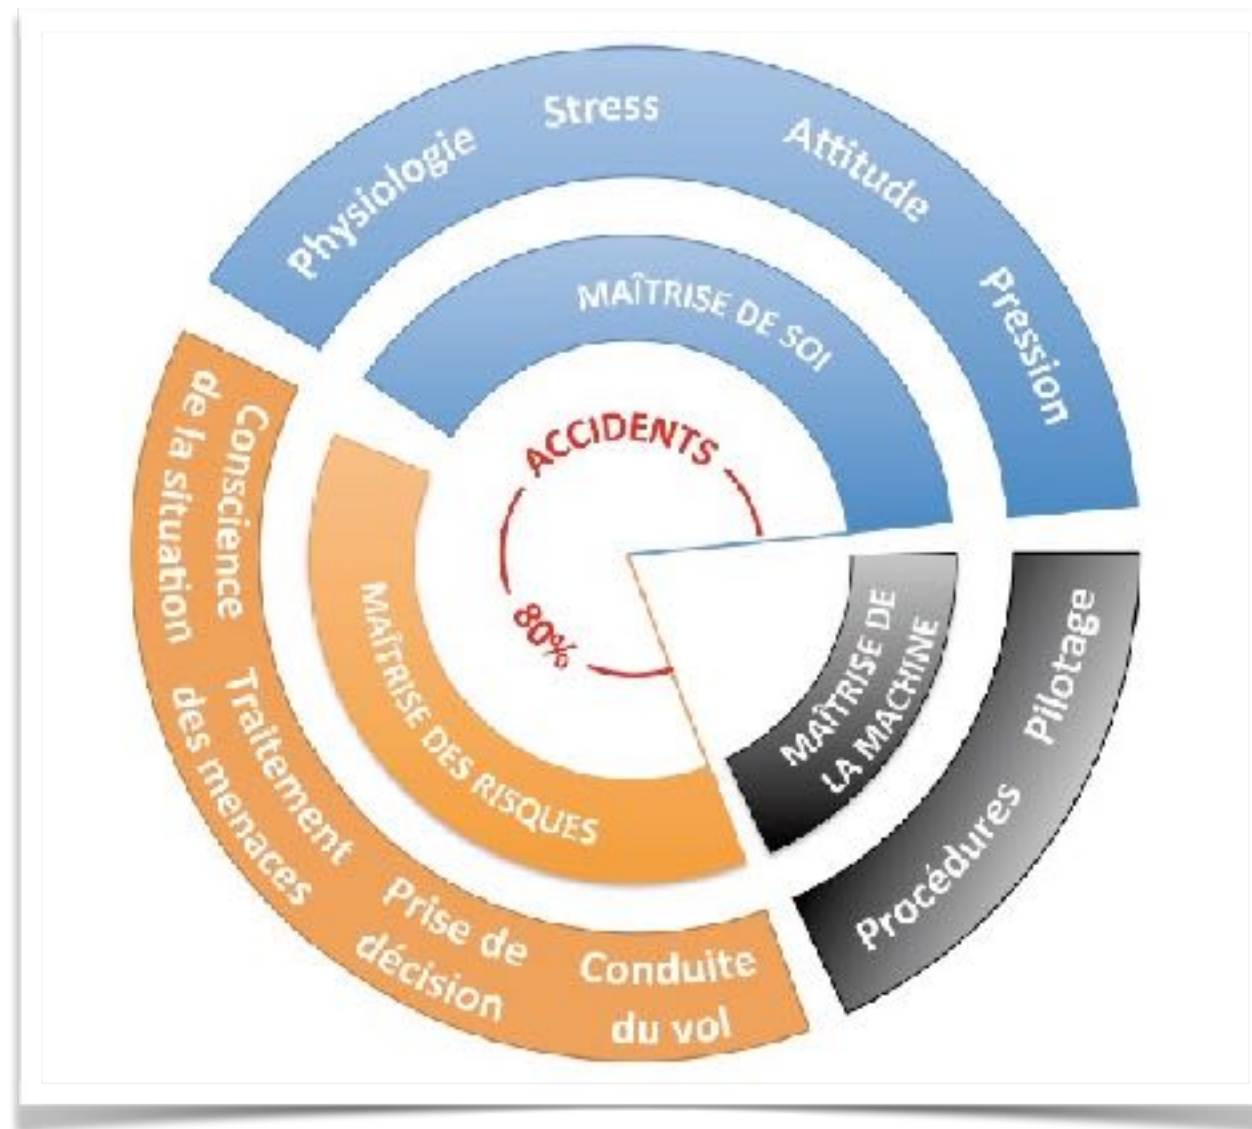 Physiologie
Stress
Attitude
Pression
MAÎTRISE DE SOI
ACCIDENTS
80%
Conscience
de la situation
Traitement
des menaces
Prise de
décision
Conduite
du vol
MAÎTRISE DES RISQUES
MAÎTRISE DE
LA MACHINE
Pilotage
Procédures